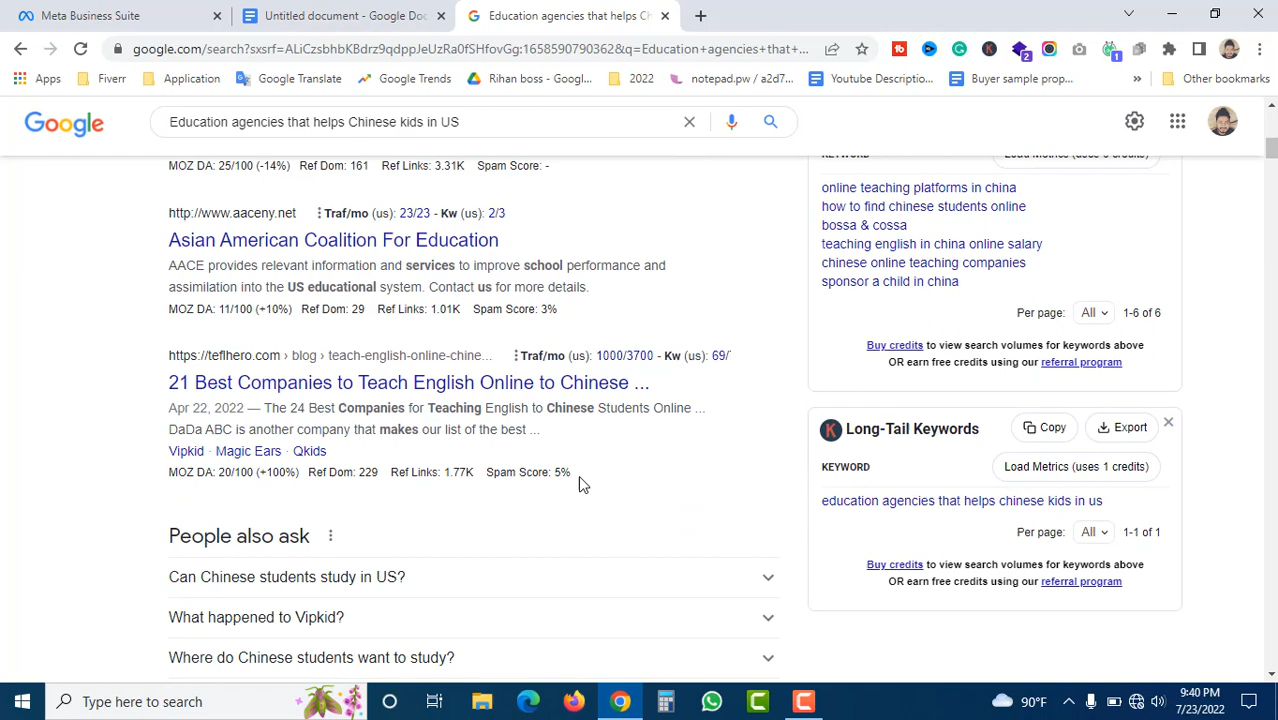 Meta Business Suite
Untitled document - Google Doc
Education agencies that helps Ch
google.com/search?sxsrf=ALiCzsbhbKBdrz9qdppJeUzRa0fSHfovGg:1658590790362&q=Education+agencies+that+...
2
1
Apps
Fiverr
Application
Google Translate
Google Trends
Rihan boss - Googl...
2022
notepad.pw / a2d7...
Youtube Descriptio...
Buyer sample prop...
»
Other bookmarks
Google
Education agencies that helps Chinese kids in US
MOZ DA: 25/100 (-14%) Ref Dom: 161 Ref Links: 3.31K Spam Score: -
http://www.aaceny.net Traf/mo (us): 23/23 - Kw (us): 2/3
Asian American Coalition For Education
AACE provides relevant information and services to improve school performance and
assimilation into the US educational system. Contact us for more details.
MOZ DA: 11/100 (+10%) Ref Dom: 29 Ref Links: 1.01K Spam Score: 3%
https://teflhero.com › blog › teach-english-online-chine... Traf/mo (us): 1000/3700 - Kw (us): 69/
21 Best Companies to Teach English Online to Chinese ...
Apr 22, 2022 — The 24 Best Companies for Teaching English to Chinese Students Online ...
DaDa ABC is another company that makes our list of the best ...
Vipkid · Magic Ears · Qkids
MOZ DA: 20/100 (+100%) Ref Dom: 229 Ref Links: 1.77K Spam Score: 5%
People also ask
Can Chinese students study in US?
What happened to Vipkid?
Where do Chinese students want to study?
KEYWORD
online teaching platforms in china
how to find chinese students online
bossa & cossa
teaching english in china online salary
chinese online teaching companies
sponsor a child in china
Per page: All 1-6 of 6
Buy credits to view search volumes for keywords above
OR earn free credits using our referral program
K Long-Tail Keywords
Copy
Export
KEYWORD
Load Metrics (uses 1 credits)
education agencies that helps chinese kids in us
Per page: All 1-1 of 1
Buy credits to view search volumes for keywords above
OR earn free credits using our referral program
Type here to search
90°F
9:40 PM
7/23/2022